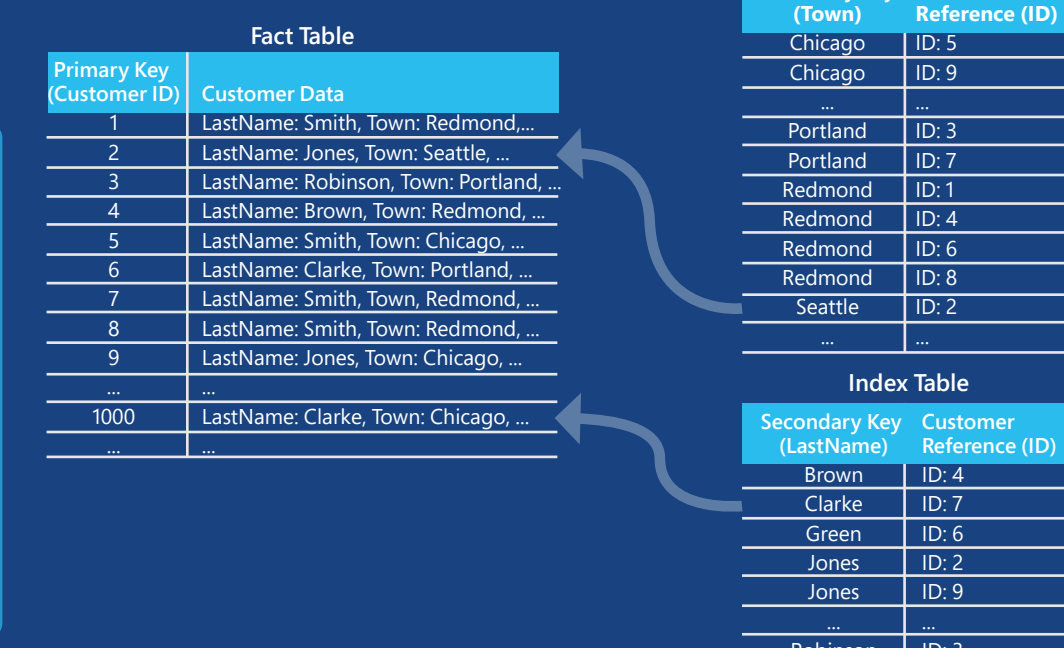 Fact Table
Primary Key
(Customer ID)
Customer Data
1 LastName: Smith, Town: Redmond,...
2 LastName: Jones, Town: Seattle, ...
3 LastName: Robinson, Town: Portland, ...
4 LastName: Brown, Town: Redmond, ...
5 LastName: Smith, Town: Chicago, ...
6 LastName: Clarke, Town: Portland, ...
7 LastName: Smith, Town, Redmond, ...
8 LastName: Smith, Town: Redmond, ...
9 LastName: Jones, Town: Chicago, ...
... ...
1000 LastName: Clarke, Town: Chicago, ...
... ...
(Town) Reference (ID)
Chicago ID: 5
Chicago ID: 9
... ...
Portland ID: 3
Portland ID: 7
Redmond ID: 1
Redmond ID: 4
Redmond ID: 6
Redmond ID: 8
Seattle ID: 2
... ...
Index Table
Secondary Key Customer
(LastName) Reference (ID)
Brown ID: 4
Clarke ID: 7
Green ID: 6
Jones ID: 2
Jones ID: 9
... ...
Robinson ID: 3